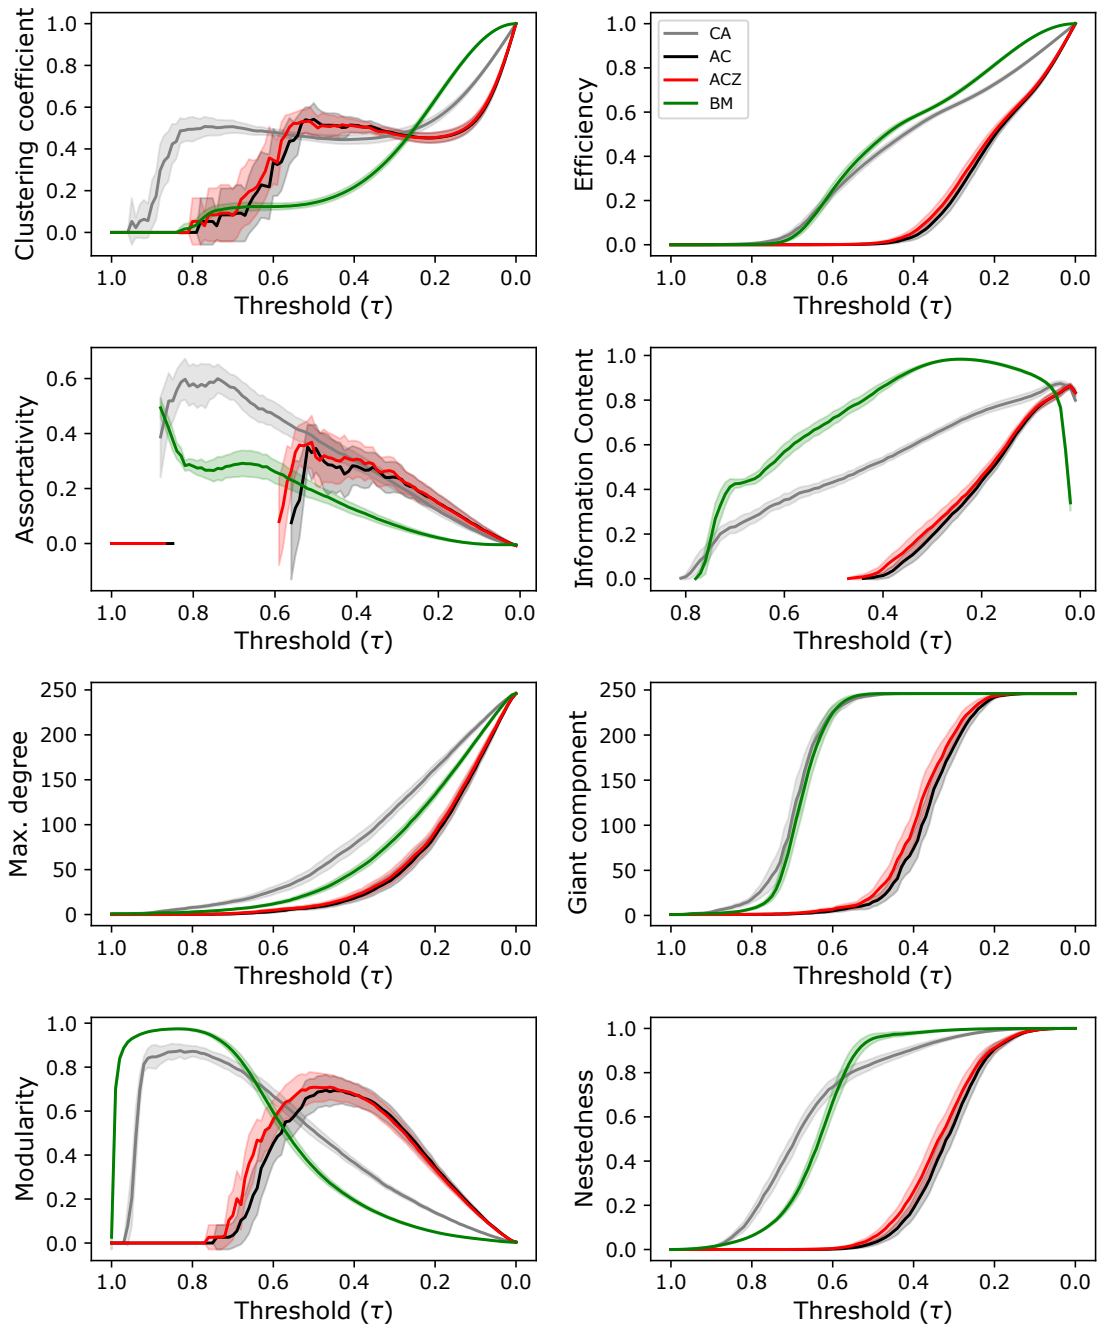 Clustering coefficient
1.0
0.8
0.6
0.4
0.2
0.0
1.0 0.8 0.6 0.4 0.2 0.0
Threshold (τ)
Efficiency
1.0
0.8
0.6
0.4
0.2
0.0
CA
AC
ACZ
BM
1.0 0.8 0.6 0.4 0.2 0.0
Threshold (τ)
Assortativity
0.6
0.4
0.2
0.0
1.0 0.8 0.6 0.4 0.2 0.0
Threshold (τ)
Information Content
1.0
0.8
0.6
0.4
0.2
0.0
0.8 0.6 0.4 0.2 0.0
Threshold (τ)
Max. degree
250
200
150
100
50
0
1.0 0.8 0.6 0.4 0.2 0.0
Threshold (τ)
Giant component
250
200
150
100
50
0
1.0 0.8 0.6 0.4 0.2 0.0
Threshold (τ)
Modularity
1.0
0.8
0.6
0.4
0.2
0.0
1.0 0.8 0.6 0.4 0.2 0.0
Threshold (τ)
Nestedness
1.0
0.8
0.6
0.4
0.2
0.0
1.0 0.8 0.6 0.4 0.2 0.0
Threshold (τ)